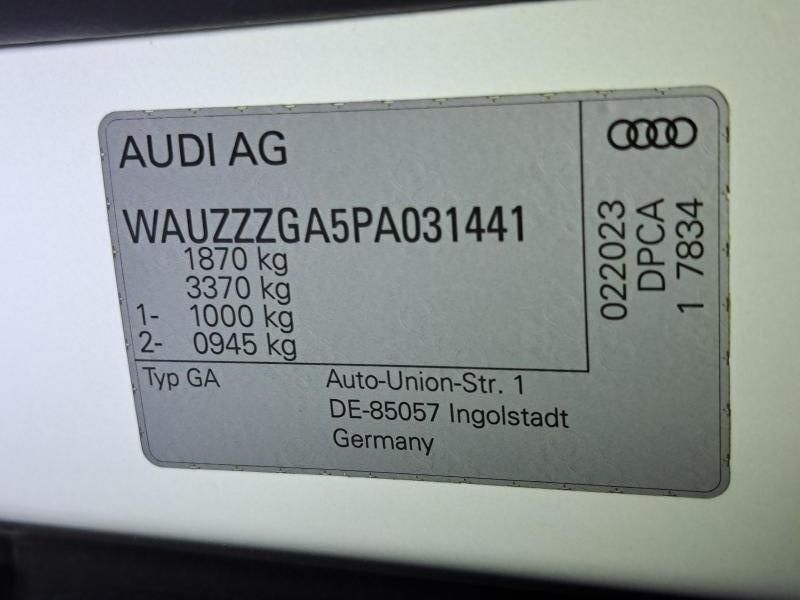 AUDI AG
WAUZZZGA5PA031441
1870 kg
3370 kg
1- 1000 kg
2- 0945 kg
Typ GA
Auto-Union-Str. 1
DE-85057 Ingolstadt
Germany
022023
DPCA
1 7834